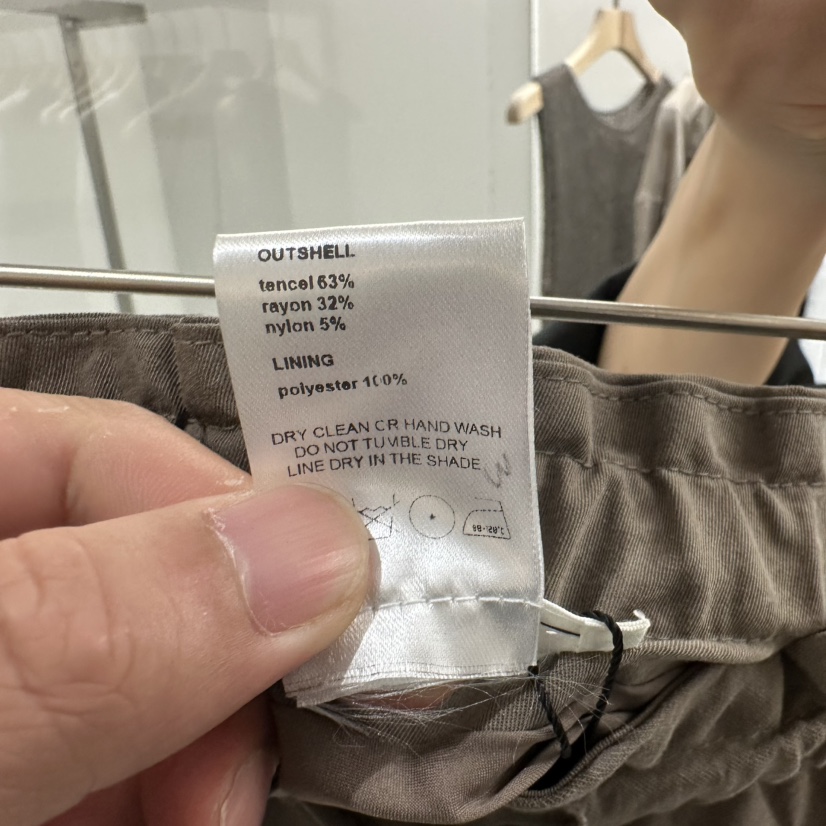 OUTSHELL
tencel 63%
rayon 32%
nylon 5%
LINING
polyester 100%
DRY CLEAN OR HAND WASH
DO NOT TUMBLE DRY
LINE DRY IN THE SHADE